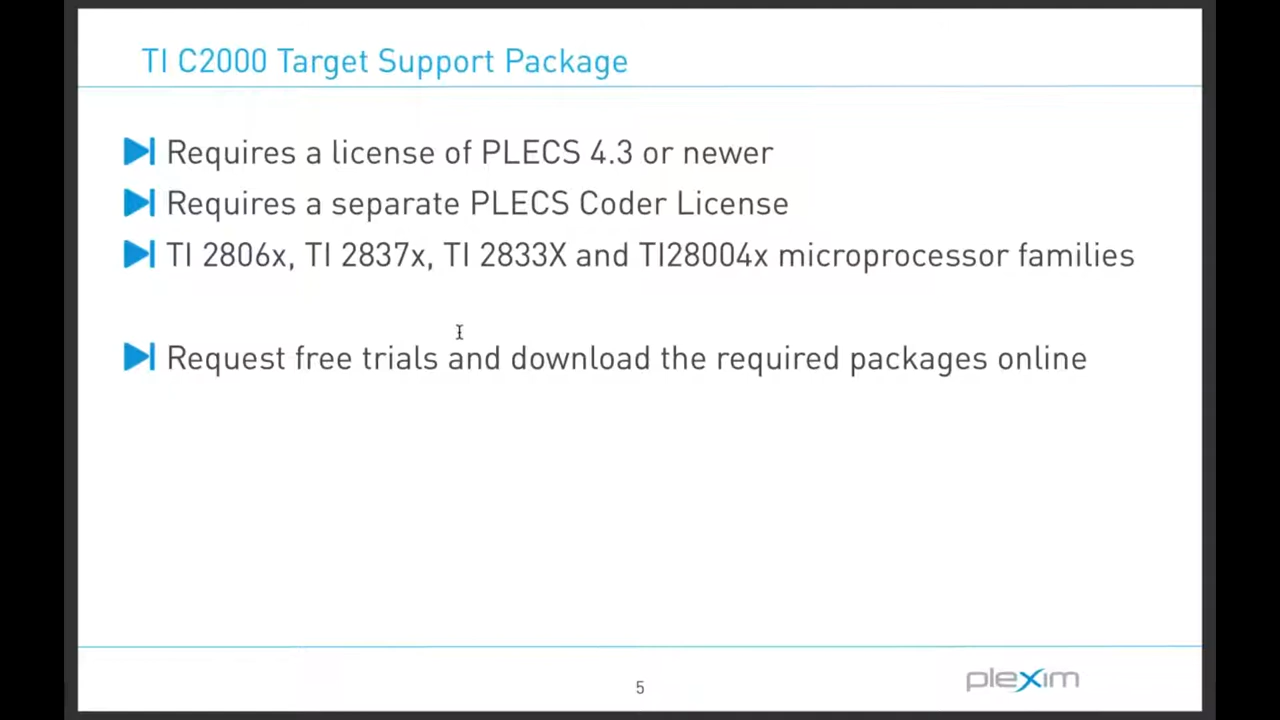 TI C2000 Target Support Package
Requires a license of PLECS 4.3 or newer
Requires a separate PLECS Coder License
TI 2806x, TI 2837x, TI 2833X and TI28004x microprocessor families
Request free trials and download the required packages online
5
plexim